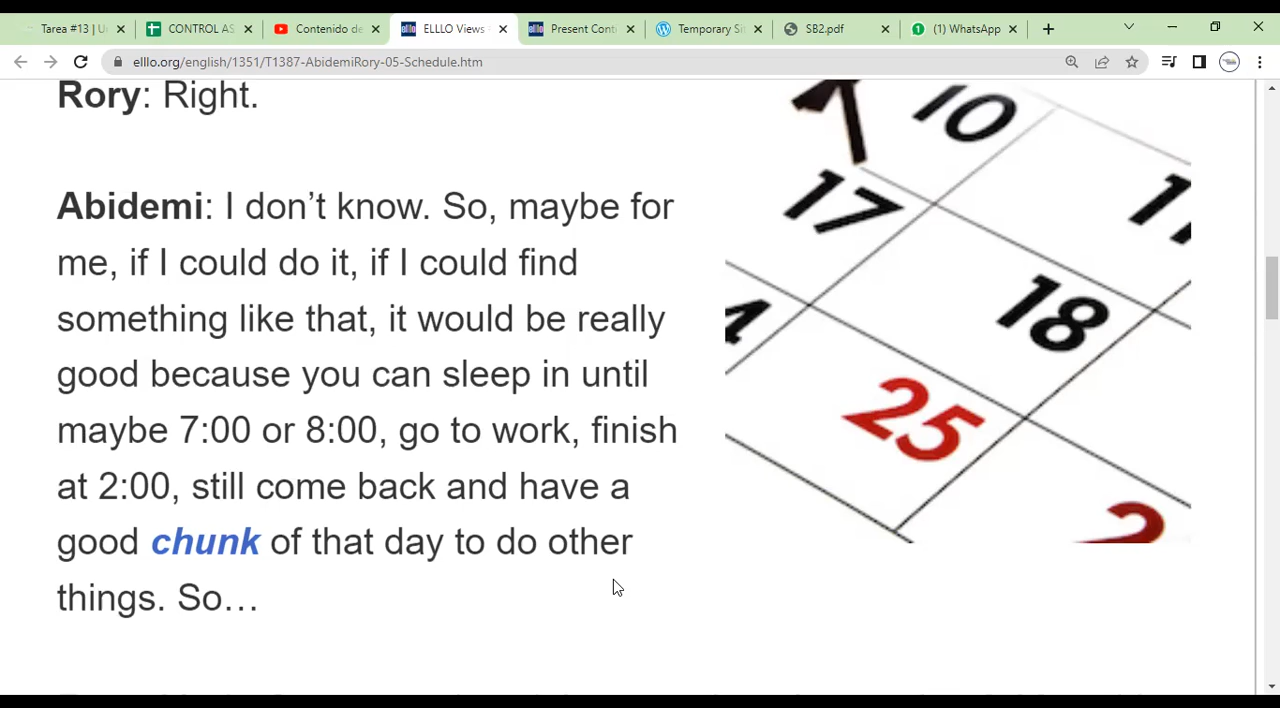 Tarea #13 | U
CONTROL AS
Contenido de
ELLLO Views
Present Cont
Temporary Si
SB2.pdf
(1) WhatsApp
elllo.org/english/1351/T1387-AbidemiRory-05-Schedule.htm
Rory: Right.
Abidemi: I don’t know. So, maybe for
me, if I could do it, if I could find
something like that, it would be really
good because you can sleep in until
maybe 7:00 or 8:00, go to work, finish
at 2:00, still come back and have a
good chunk of that day to do other
things. So…
10
17
18
25